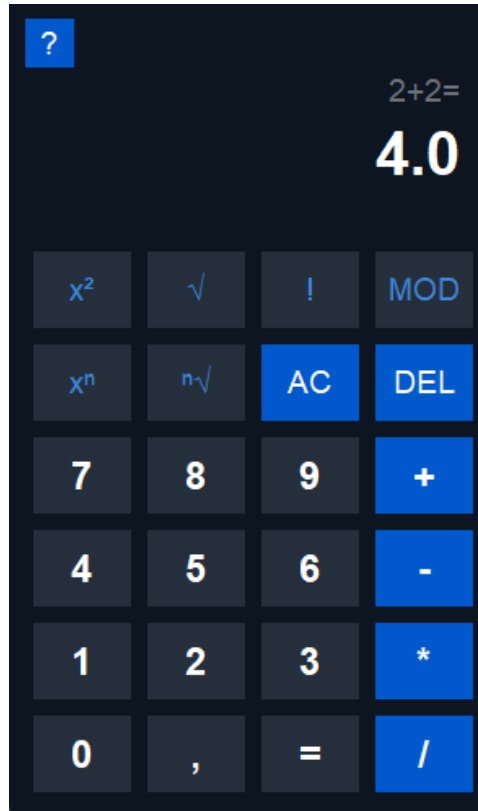 ?
2+2=
4.0
x² √ ! MOD
xⁿ ⁿ√ AC DEL
7 8 9 +
4 5 6 -
1 2 3 *
0 , = /